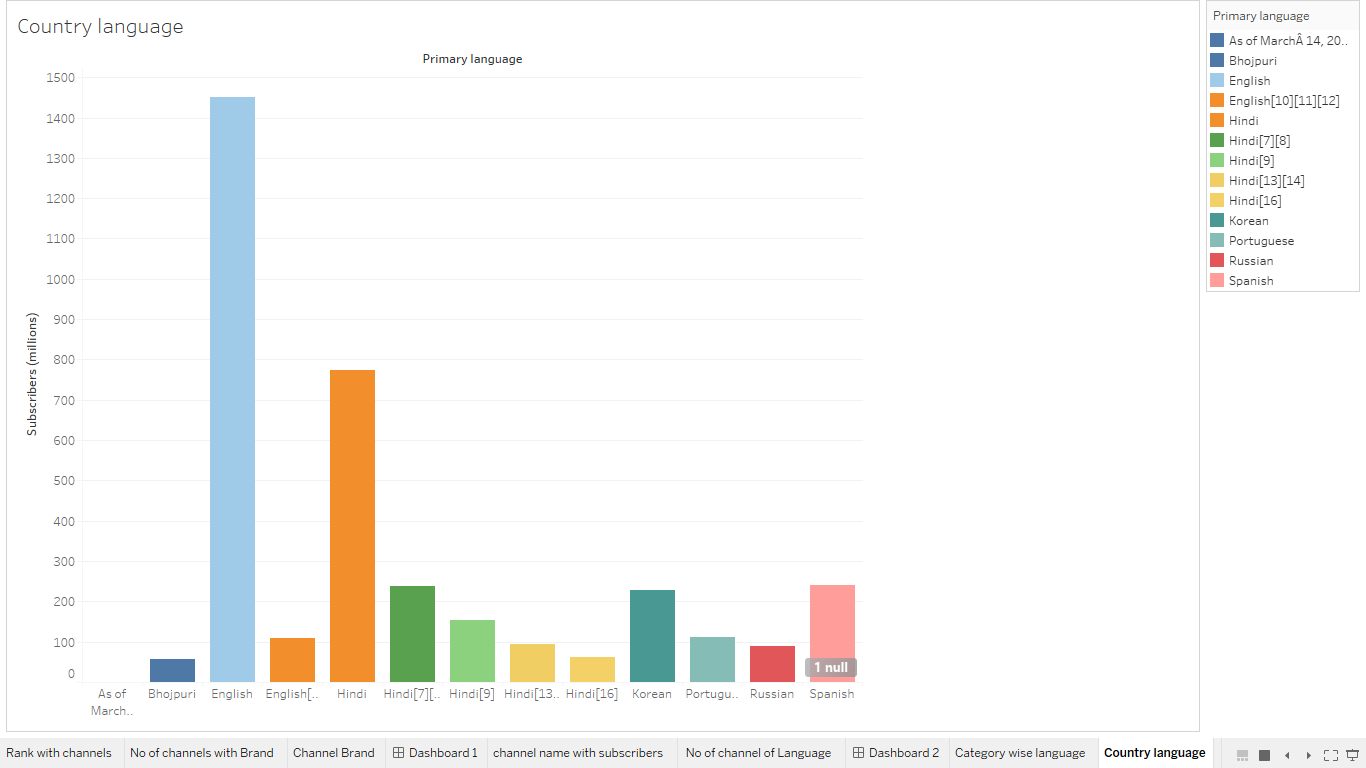 Country language
Primary language
1500
1400
1300
1200
1100
1000
900
800
700
600
500
400
300
200
100
0
Subscribers (millions)
1 null
As of
March..
Bhojpuri
English
English[..
Hindi
Hindi[7][..
Hindi[9]
Hindi[13..
Hindi[16]
Korean
Portugu..
Russian
Spanish
Primary language
As of MarchÂ 14, 20..
Bhojpuri
English
English[10][11][12]
Hindi
Hindi[7][8]
Hindi[9]
Hindi[13][14]
Hindi[16]
Korean
Portuguese
Russian
Spanish
Rank with channels
No of channels with Brand
Channel Brand
Dashboard 1
channel name with subscribers
No of channel of Language
Dashboard 2
Category wise language
Country language